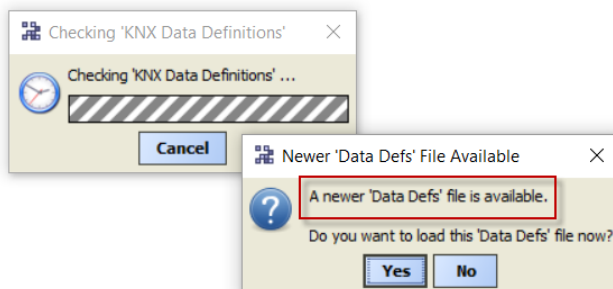 Checking 'KNX Data Definitions'
Checking 'KNX Data Definitions' ...
Cancel
Newer 'Data Defs' File Available
A newer 'Data Defs' file is available.
Do you want to load this 'Data Defs' file now?
Yes No